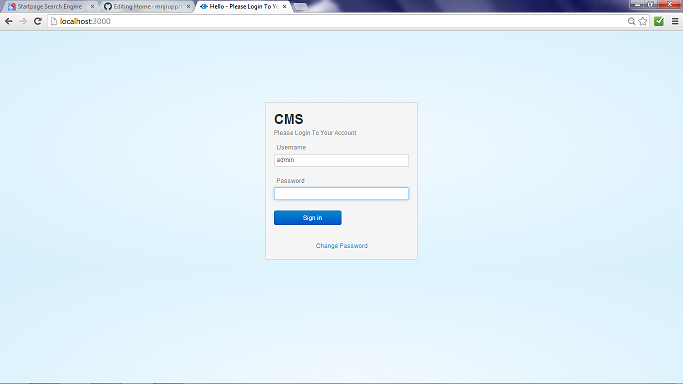 Startpage Search Engine
Editing Home · mnjrupp/
Hello - Please Login To Yo
localhost:3000
CMS
Please Login To Your Account
Username
admin
Password
Sign in
Change Password